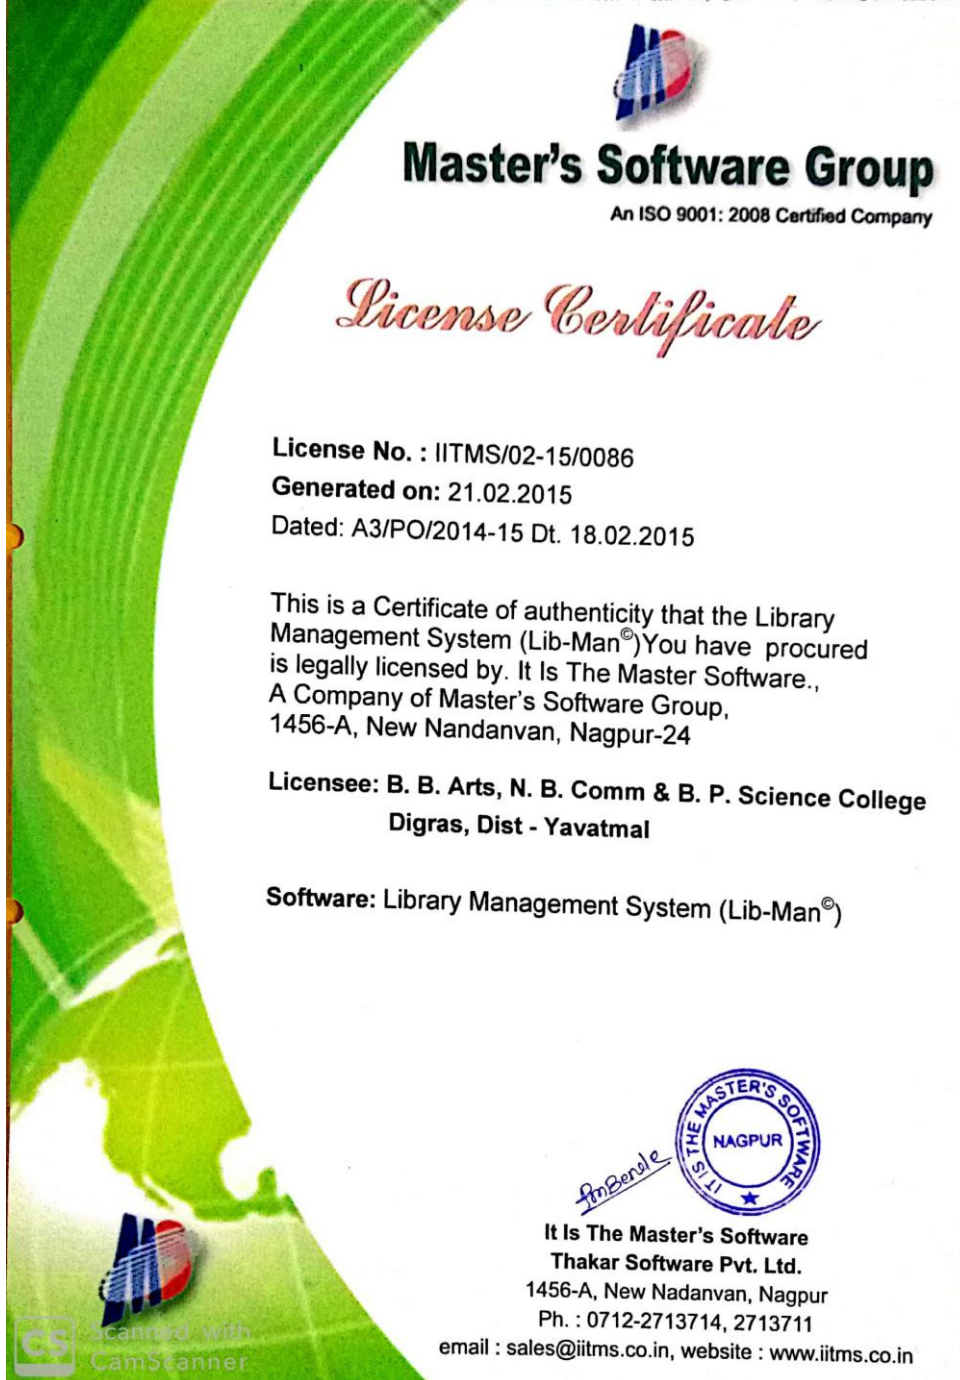 Master's Software Group
An ISO 9001: 2008 Certified Company
License Certificate
License No. : IITMS/02-15/0086
Generated on: 21.02.2015
Dated: A3/PO/2014-15 Dt. 18.02.2015
This is a Certificate of authenticity that the Library
Management System (Lib-Man©)You have procured
is legally licensed by. It Is The Master Software.,
A Company of Master's Software Group,
1456-A, New Nandanvan, Nagpur-24
Licensee: B. B. Arts, N. B. Comm & B. P. Science College
Digras, Dist - Yavatmal
Software: Library Management System (Lib-Man©)
IT IS THE MASTER'S SOFTWARE
NAGPUR
It Is The Master's Software
Thakar Software Pvt. Ltd.
1456-A, New Nadanvan, Nagpur
Ph. : 0712-2713714, 2713711
email : sales@iitms.co.in, website : www.iitms.co.in
CS
Scanned with
CamScanner